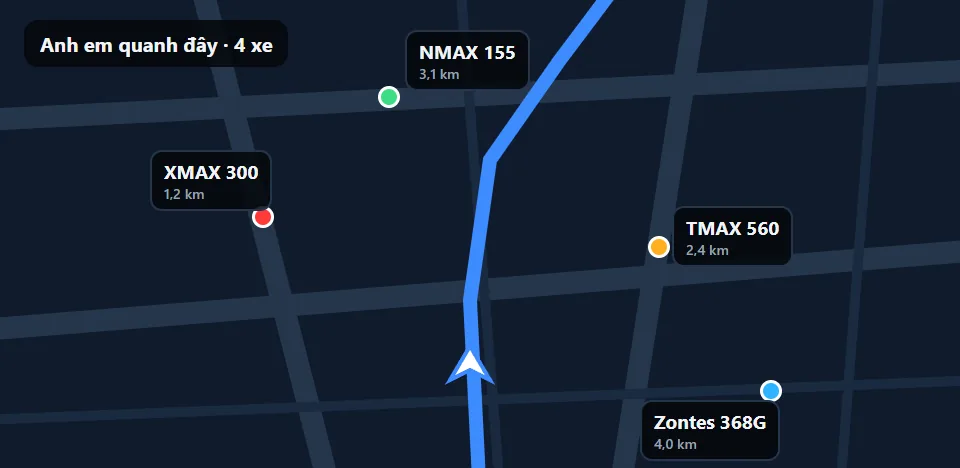 Anh em quanh đây · 4 xe
NMAX 155
3,1 km
XMAX 300
1,2 km
TMAX 560
2,4 km
Zontes 368G
4,0 km